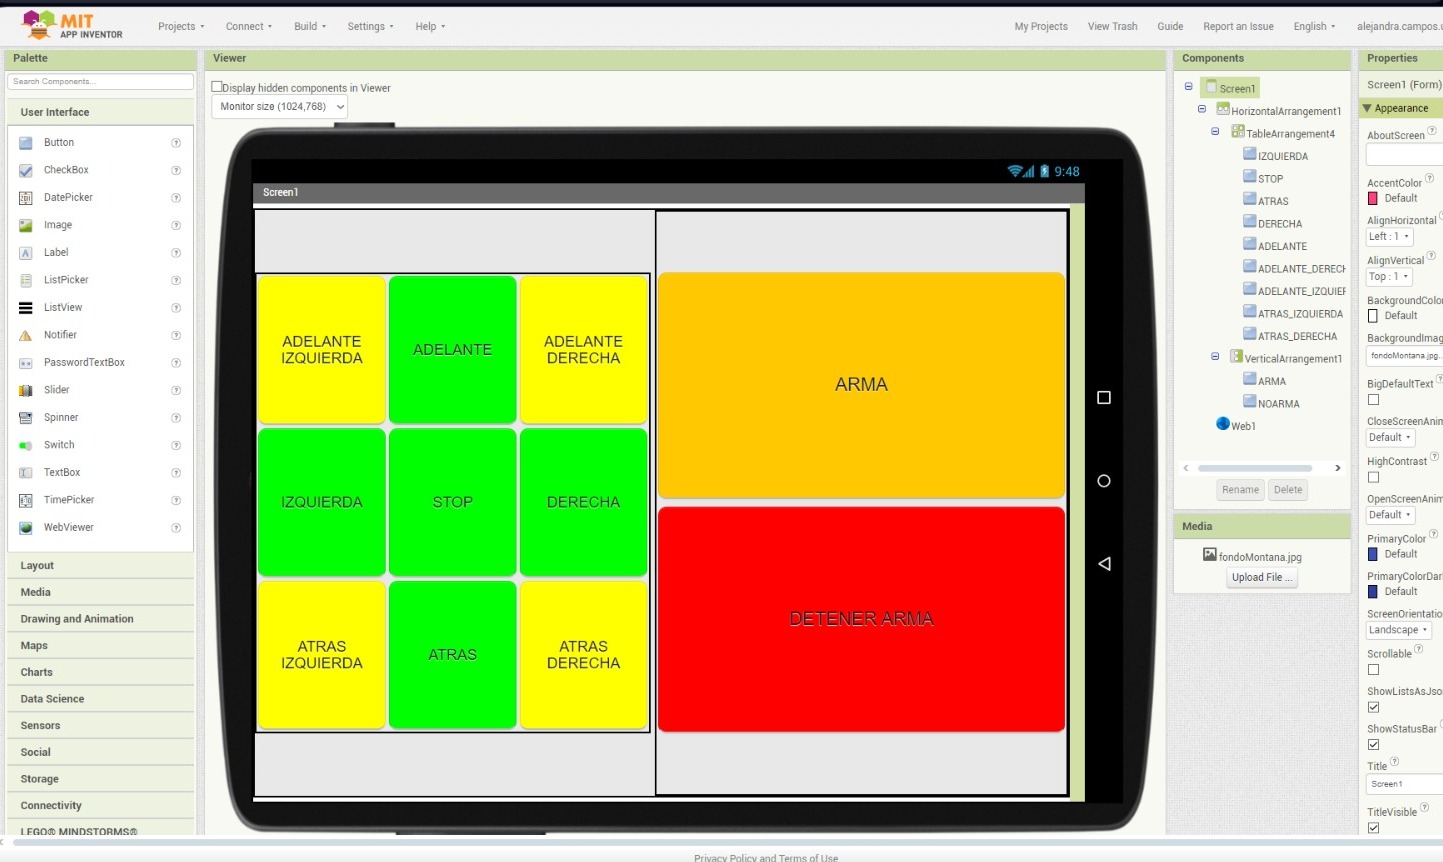 MIT
APP INVENTOR
Projects
Connect
Build
Settings
Help
My Projects
View Trash
Guide
Report an Issue
English
alejandra.campos.
Palette
Search Components...
User Interface
Button
CheckBox
DatePicker
Image
Label
ListPicker
ListView
Notifier
PasswordTextBox
Slider
Spinner
Switch
TextBox
TimePicker
WebViewer
Layout
Media
Drawing and Animation
Maps
Charts
Data Science
Sensors
Social
Storage
Connectivity
LEGO® MINDSTORMS®
Viewer
Display hidden components in Viewer
Monitor size (1024,768)
9:48
Screen1
ADELANTE
IZQUIERDA
ADELANTE
ADELANTE
DERECHA
IZQUIERDA
STOP
DERECHA
ATRAS
IZQUIERDA
ATRAS
ATRAS
DERECHA
ARMA
DETENER ARMA
Components
Screen1
HorizontalArrangement1
TableArrangement4
IZQUIERDA
STOP
ATRAS
DERECHA
ADELANTE
ADELANTE_DERECH
ADELANTE_IZQUIER
ATRAS_IZQUIERDA
ATRAS_DERECHA
VerticalArrangement1
ARMA
NOARMA
Web1
Rename
Delete
Media
fondoMontana.jpg
Upload File ...
Properties
Screen1 (Form)
Appearance
AboutScreen
AccentColor
Default
AlignHorizontal
Left : 1
AlignVertical
Top : 1
BackgroundColor
Default
BackgroundImag
fondoMontana.jpg...
BigDefaultText
CloseScreenAnim
Default
HighContrast
OpenScreenAnim
Default
PrimaryColor
Default
PrimaryColorDar
Default
ScreenOrientatio
Landscape
Scrollable
ShowListsAsJso
ShowStatusBar
Title
Screen1
TitleVisible
Privacy Policy and Terms of Use